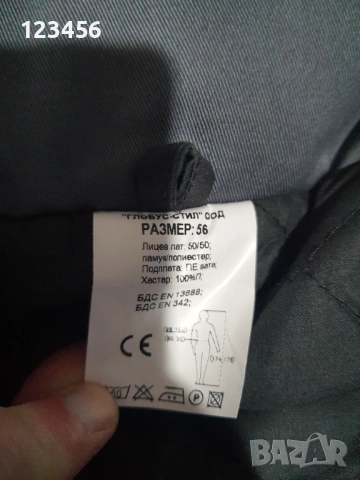 123456
"ГЛОБУС-СТИЛ" ООД
РАЗМЕР: 56
Лицев плат: 50/50;
памук/полиестер;
Подплата: ПЕ вата;
Хастар: 100%П;
БДС EN 13688;
БДС EN 342;
CE
P
BAZAR